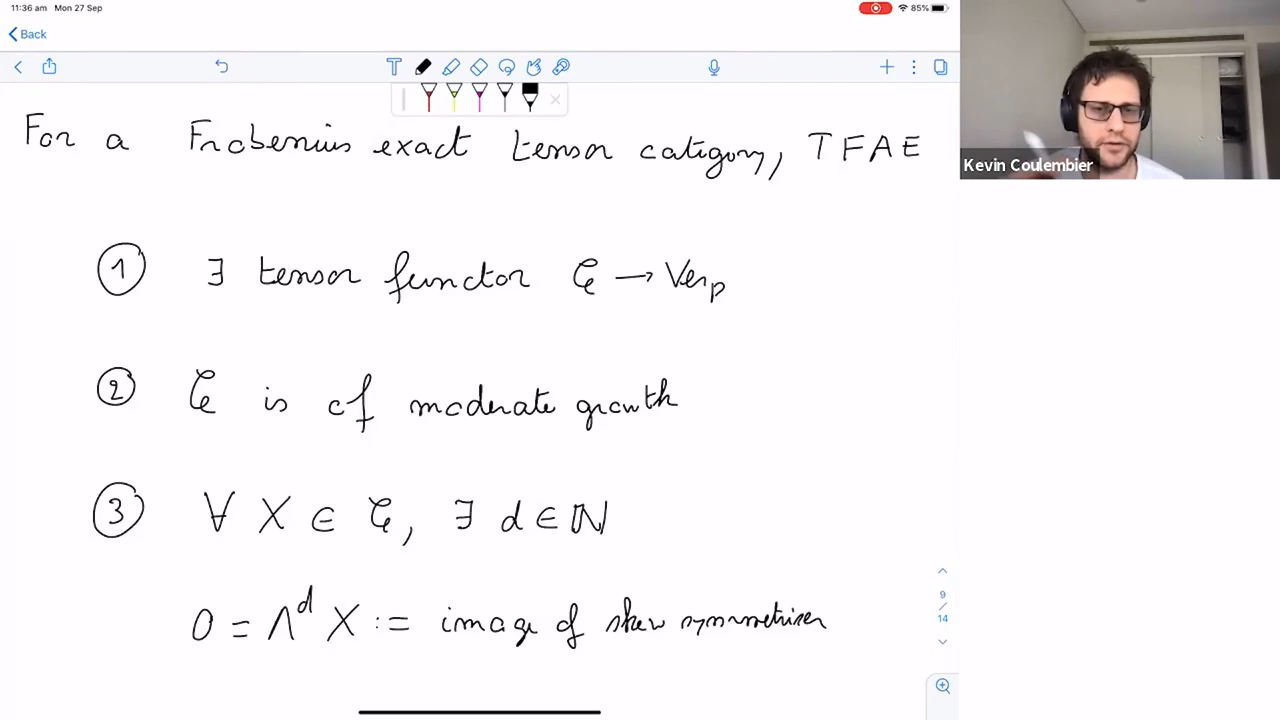 11:36 am Mon 27 Sep
85%
Back
For a Frobenius exact tensor category, TFAE
Kevin Coulembier
① ∃ tensor functor 𝒞 → Ver_p
② 𝒞 is of moderate growth
③ ∀ X ∈ 𝒞, ∃ d ∈ ℕ
0 = Λ^d X := image of skew symmetrizer
9
/
14